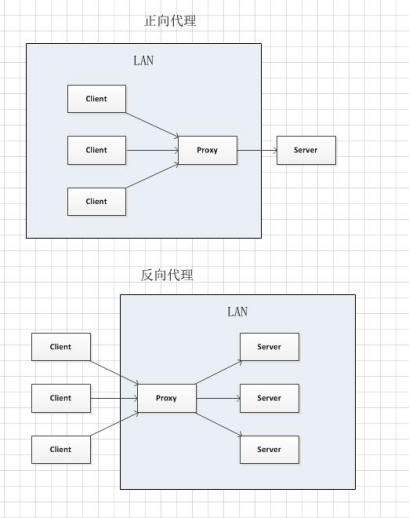 正向代理
LAN
Client
Client
Proxy
Server
Client
反向代理
LAN
Client
Server
Client
Proxy
Server
Client
Server